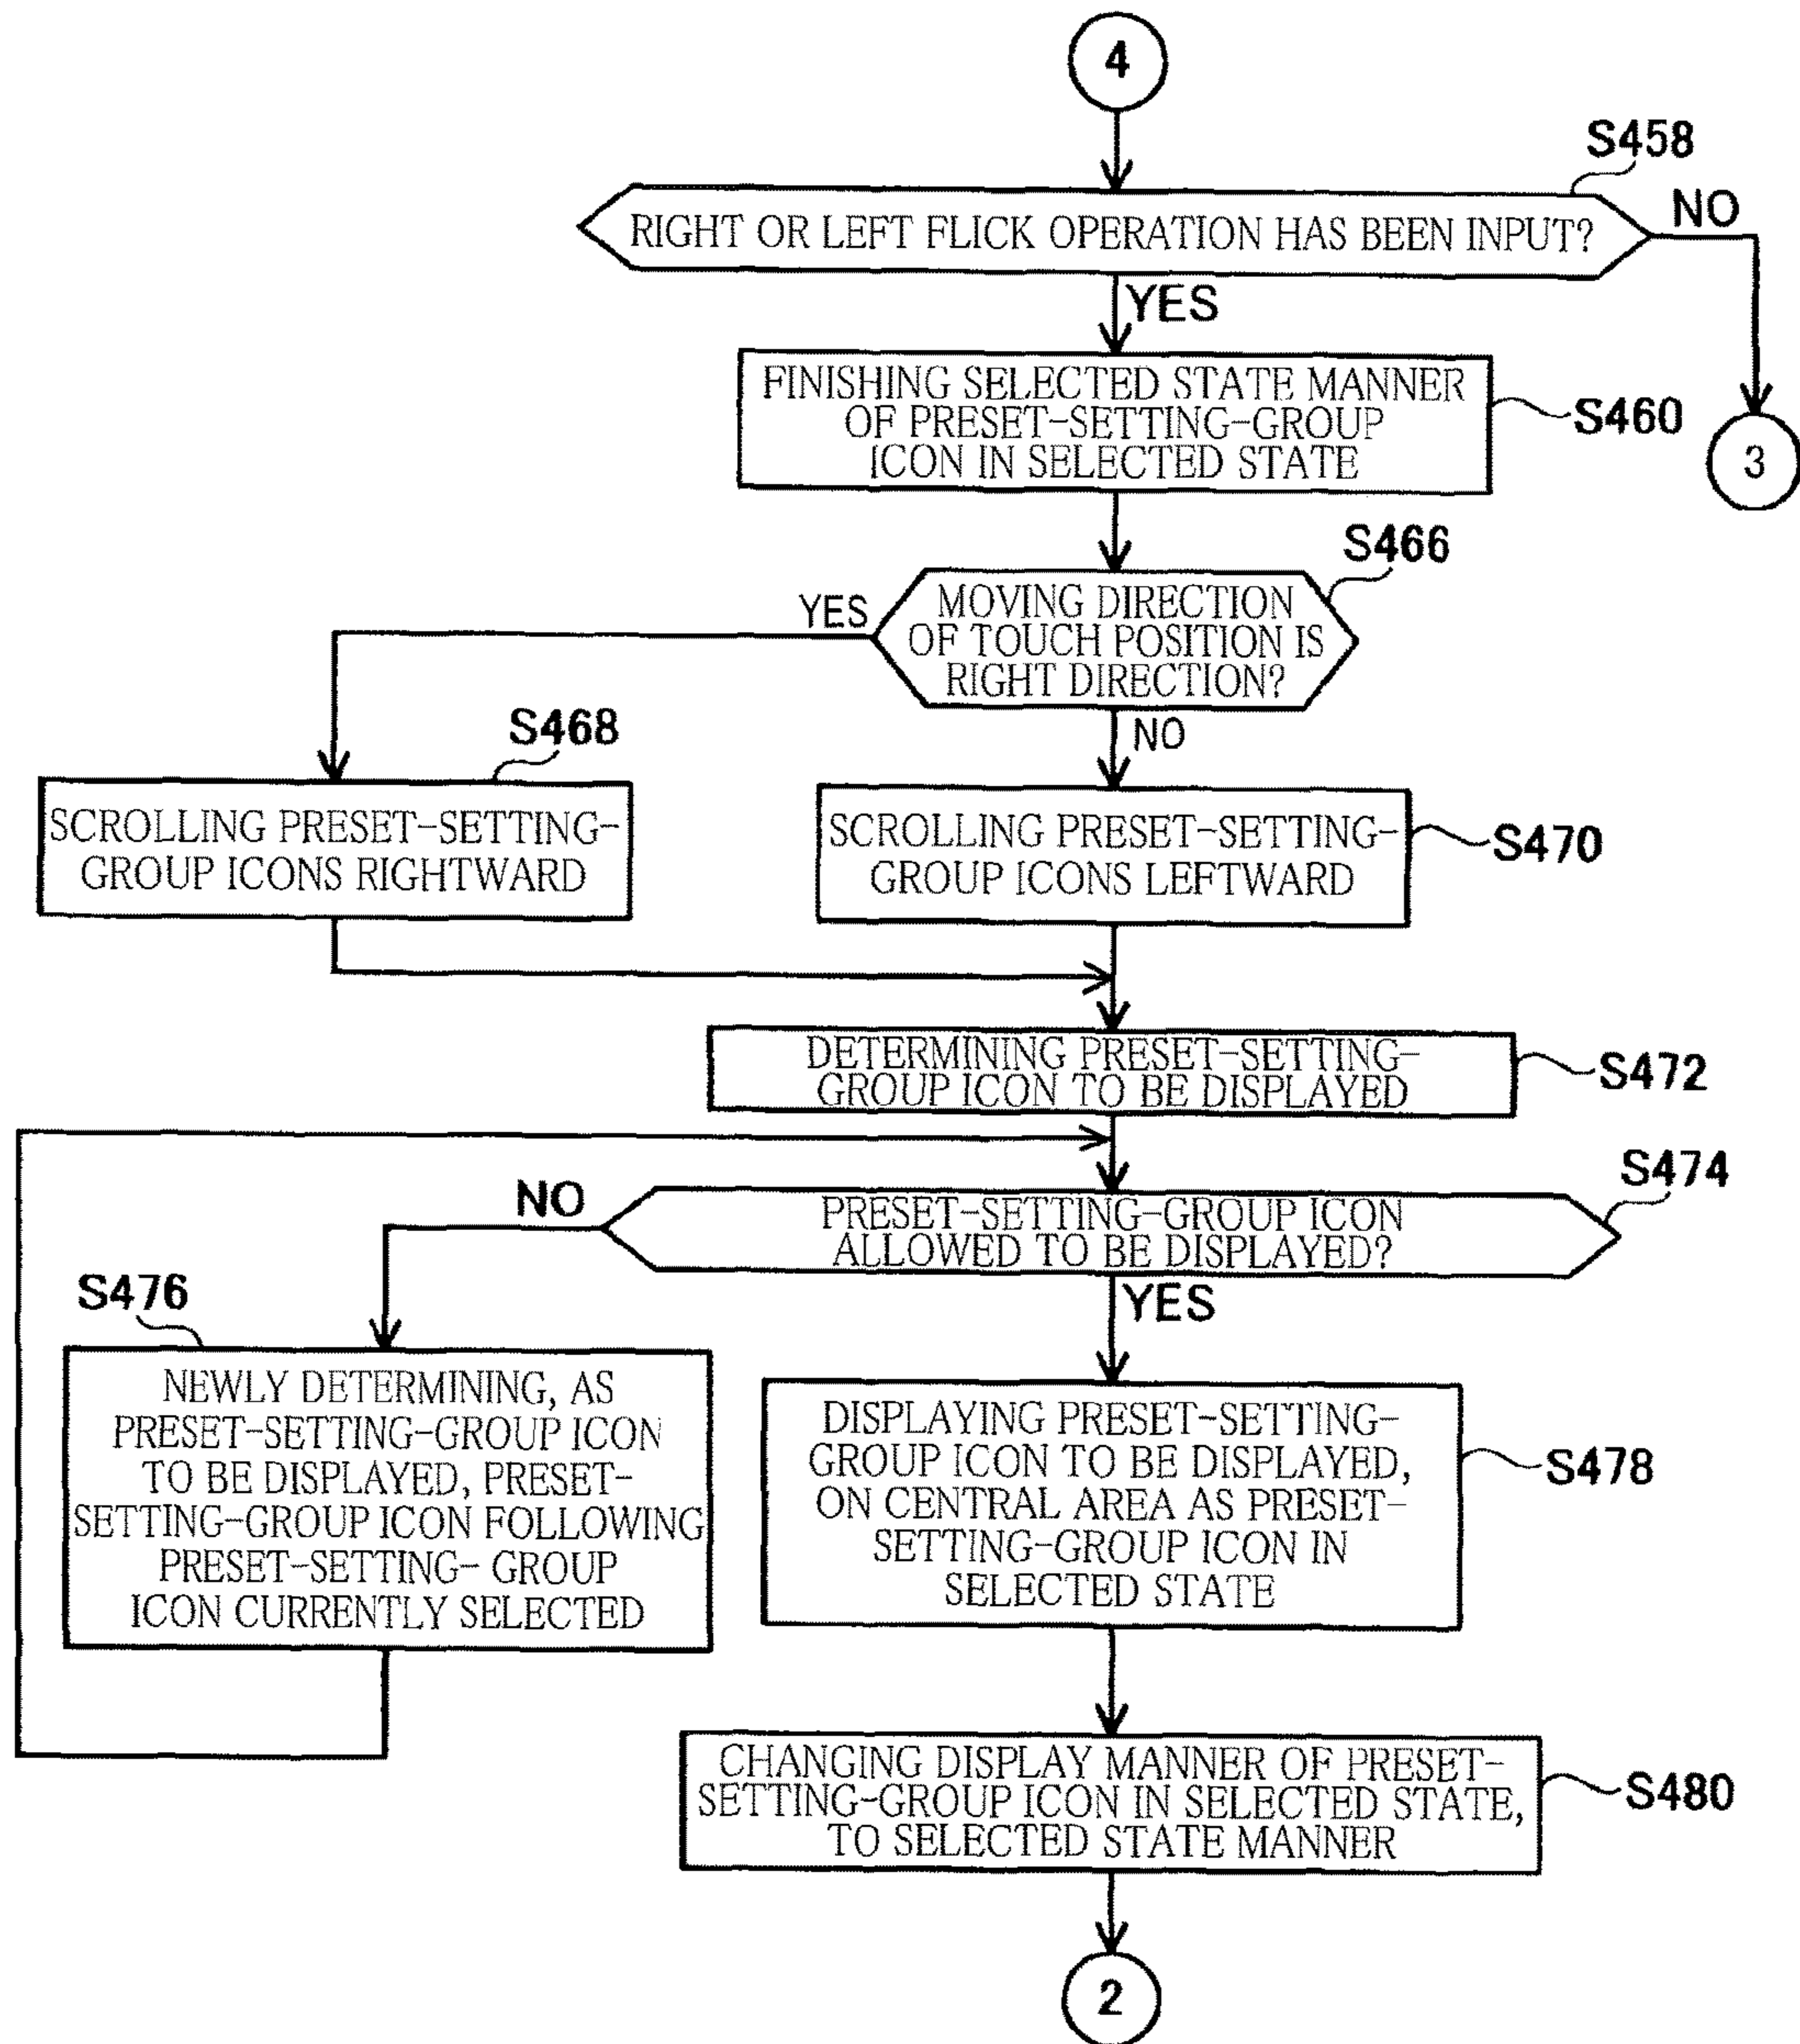 4
S458
RIGHT OR LEFT FLICK OPERATION HAS BEEN INPUT?
NO
YES
FINISHING SELECTED STATE MANNER
OF PRESET-SETTING-GROUP
ICON IN SELECTED STATE
S460
3
S466
YES
MOVING DIRECTION
OF TOUCH POSITION IS
RIGHT DIRECTION?
NO
S468
SCROLLING PRESET-SETTING-
GROUP ICONS RIGHTWARD
SCROLLING PRESET-SETTING-
GROUP ICONS LEFTWARD
S470
DETERMINING PRESET-SETTING-
GROUP ICON TO BE DISPLAYED
S472
S474
NO
PRESET-SETTING-GROUP ICON
ALLOWED TO BE DISPLAYED?
YES
S476
NEWLY DETERMINING, AS
PRESET-SETTING-GROUP ICON
TO BE DISPLAYED, PRESET-
SETTING-GROUP ICON FOLLOWING
PRESET-SETTING- GROUP
ICON CURRENTLY SELECTED
DISPLAYING PRESET-SETTING-
GROUP ICON TO BE DISPLAYED,
ON CENTRAL AREA AS PRESET-
SETTING-GROUP ICON IN
SELECTED STATE
S478
CHANGING DISPLAY MANNER OF PRESET-
SETTING-GROUP ICON IN SELECTED STATE,
TO SELECTED STATE MANNER
S480
2